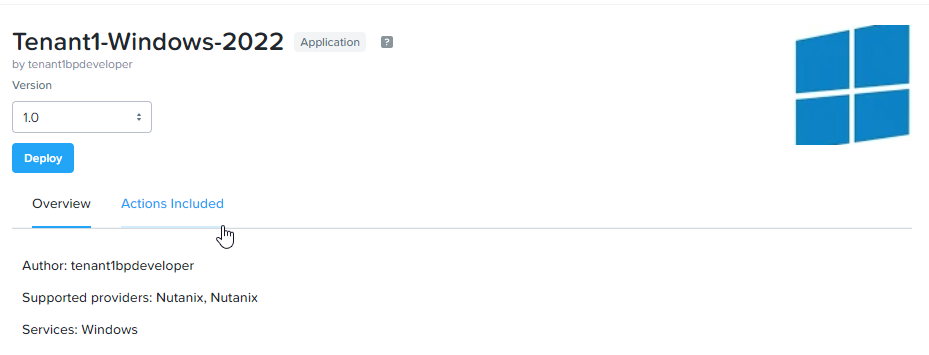 Tenant1-Windows-2022 Application ?
by tenant1bpdeveloper
Version
1.0
Deploy
Overview Actions Included
Author: tenant1bpdeveloper
Supported providers: Nutanix, Nutanix
Services: Windows